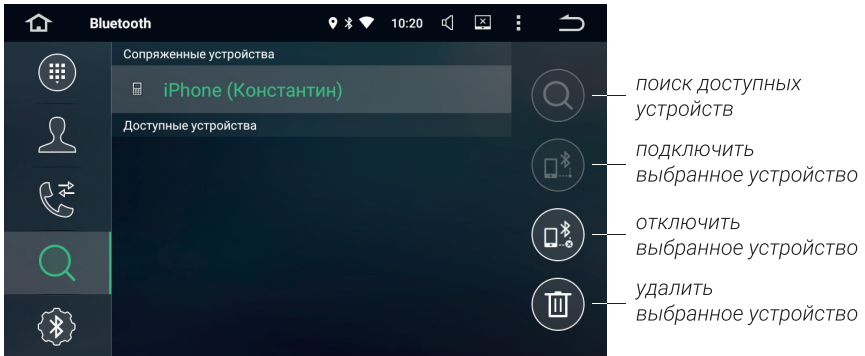 Bluetooth
10:20
Сопряженные устройства
iPhone (Константин)
Доступные устройства
поиск доступных
устройств
подключить
выбранное устройство
отключить
выбранное устройство
удалить
выбранное устройство